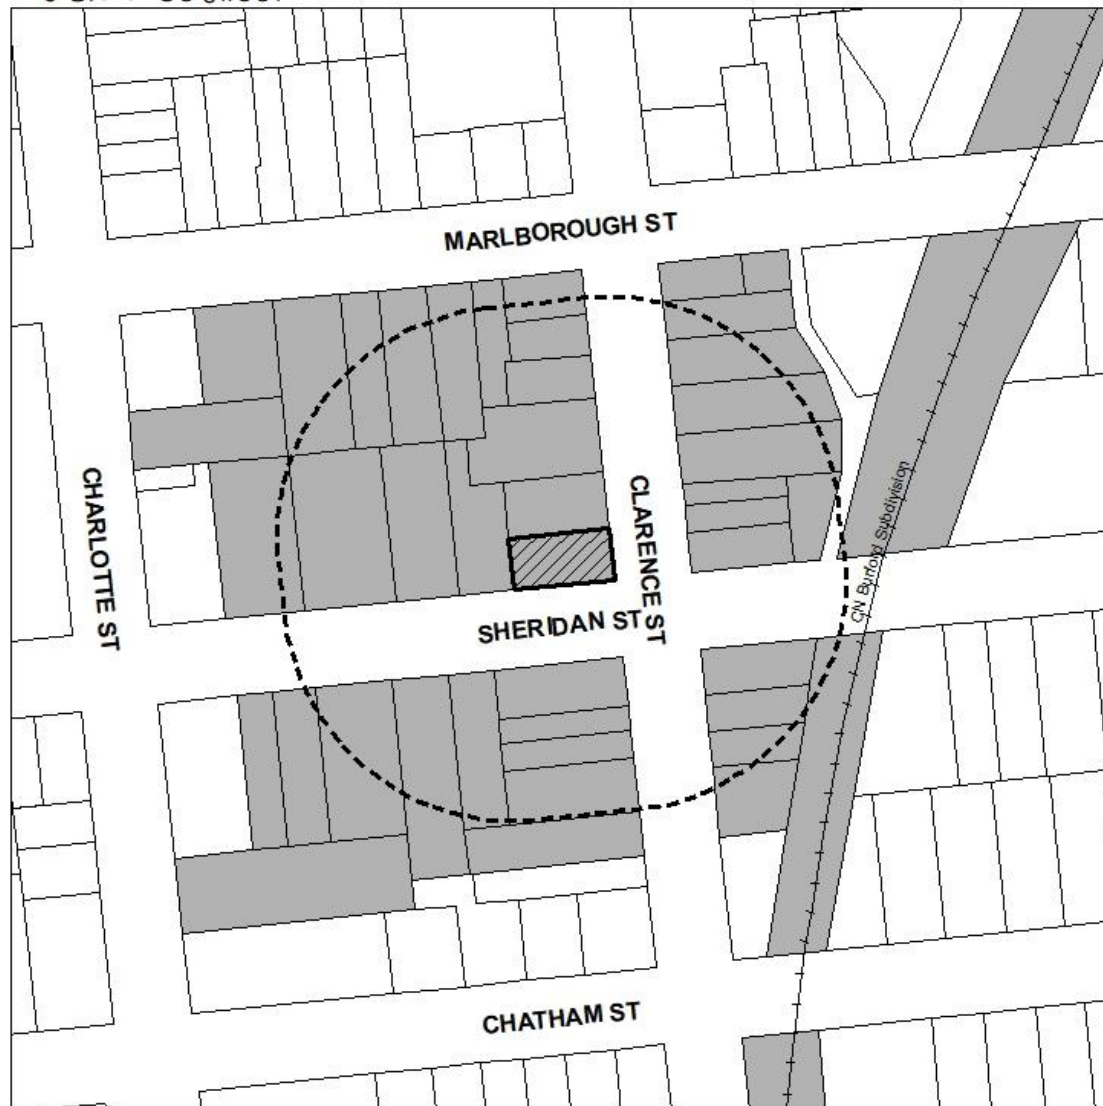 MARLBOROUGH ST
CHARLOTTE ST
CLARENCE ST
CN Burford Subdivision
SHERIDAN ST
CHATHAM ST